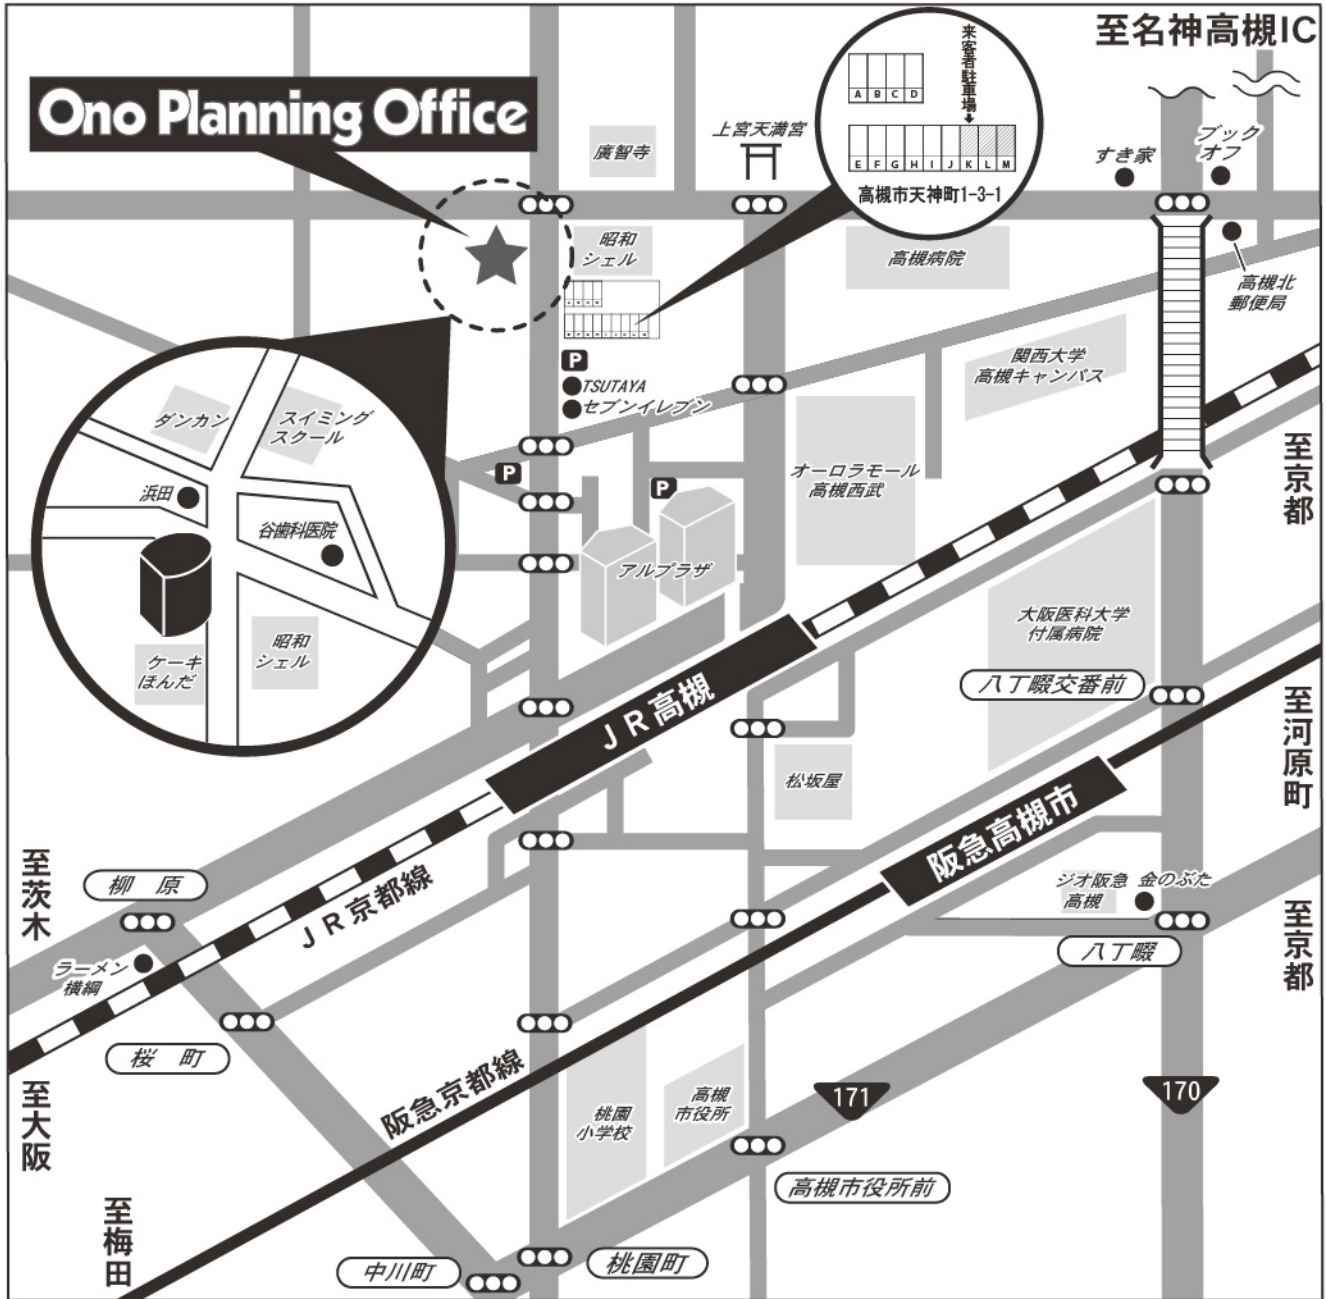 至名神高槻IC
Ono Planning Office
来客者駐車場
A B C D
E F G H I J K L M
高槻市天神町1-3-1
廣智寺
上宮天満宮
すき家
ブック
オフ
昭和
シェル
高槻病院
高槻北
郵便局
P
TSUTAYA
セブンイレブン
関西大学
高槻キャンパス
ダンカン
スイミング
スクール
浜田
谷歯科医院
ケーキ
ほんだ
昭和
シェル
P
P
オーロラモール
高槻西武
アルプラザ
至京都
大阪医科大学
付属病院
八丁畷交番前
JR高槻
至河原町
松坂屋
阪急高槻市
至茨木
柳原
JR京都線
ジオ阪急
高槻
金のぶた
至京都
八丁畷
ラーメン
横綱
桜町
至大阪
阪急京都線
桃園
小学校
高槻
市役所
171
170
高槻市役所前
至梅田
中川町
桃園町